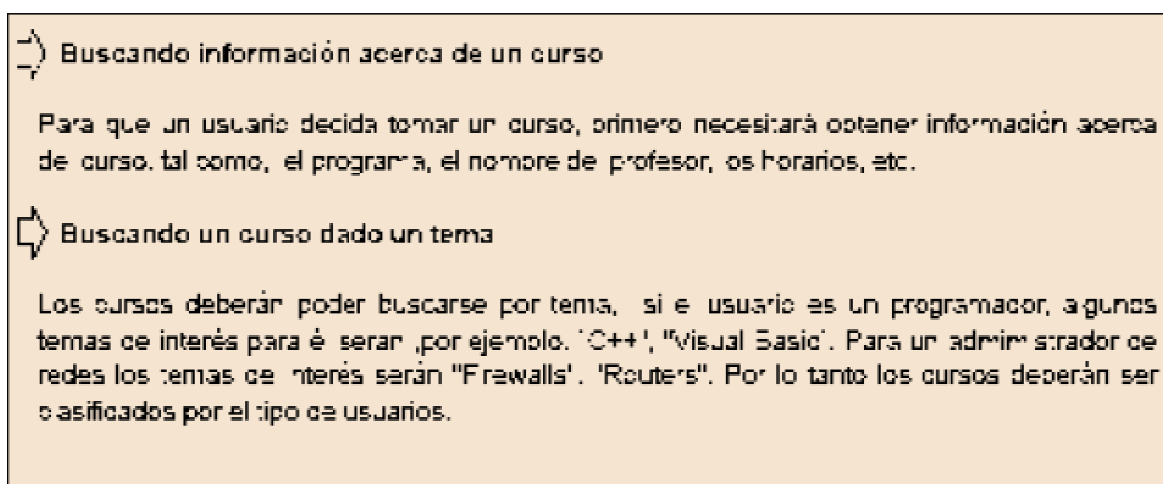 Buscando información acerca de un curso
Para que un usuario decida tomar un curso, primero necesitará obtener información acerca
del curso. tal como, el programa, el nombre del profesor, los horarios, etc.
Buscando un curso dado un tema
Los cursos deberán poder buscarse por tema, si el usuario es un programador, algunos
temas de interés para él seran ,por ejemplo. "C++", "Visual Basic". Para un administrador de
redes los temas de interés serán "Firewalls". "Routers". Por lo tanto los cursos deberán ser
clasificados por el tipo de usuarios.